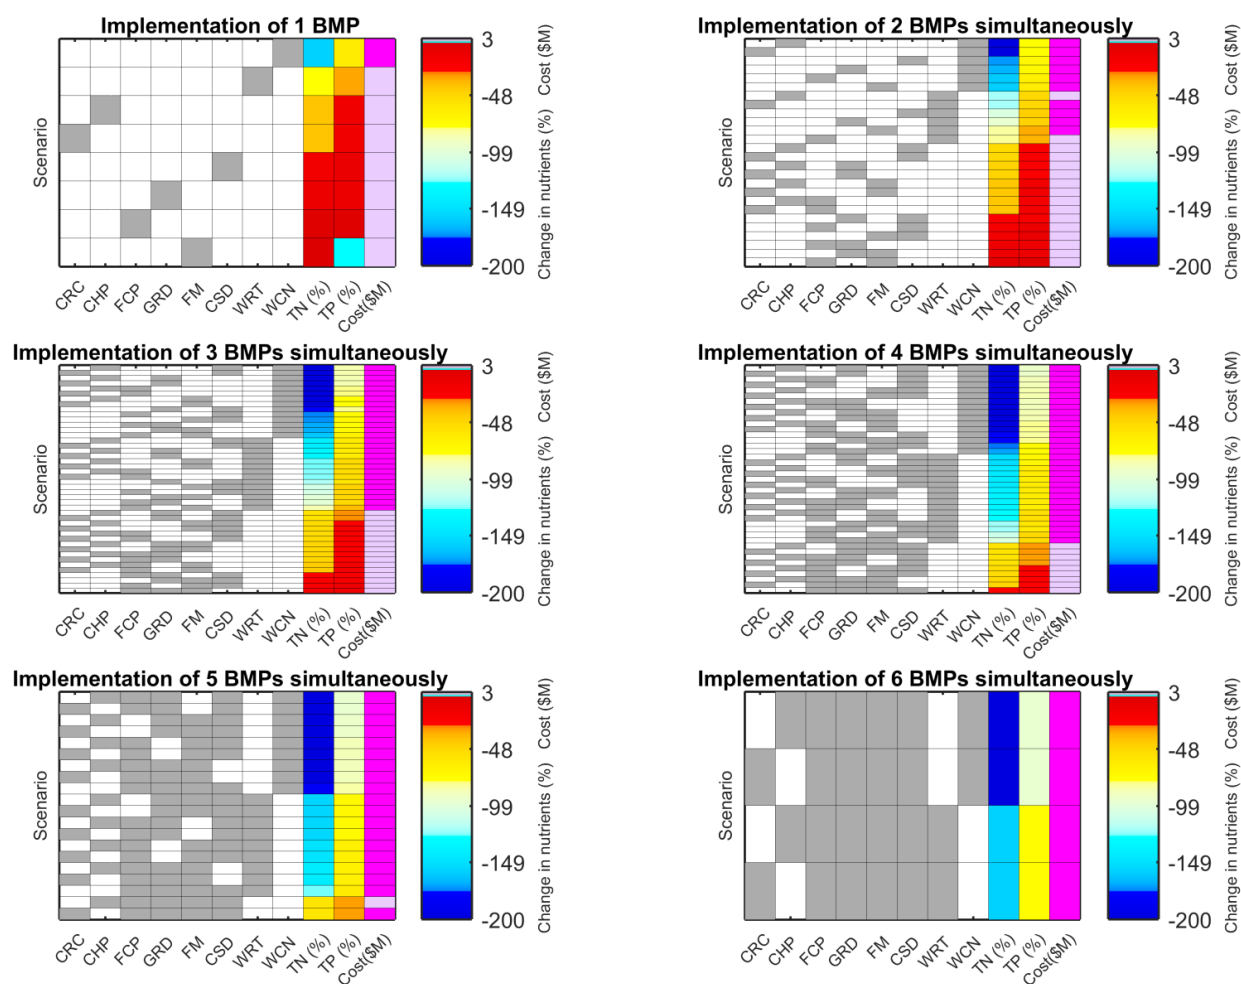 Implementation of 1 BMP
Scenario
CRC CHP FCP GRD FM CSD WRT WCN TN (%) TP (%) Cost($M)
3
-48
-99
-149
-200
Change in nutrients (%) Cost ($M)
Implementation of 2 BMPs simultaneously
Scenario
CRC CHP FCP GRD FM CSD WRT WCN TN (%) TP (%) Cost($M)
3
-48
-99
-149
-200
Change in nutrients (%) Cost ($M)
Implementation of 3 BMPs simultaneously
Scenario
CRC CHP FCP GRD FM CSD WRT WCN TN (%) TP (%) Cost($M)
3
-48
-99
-149
-200
Change in nutrients (%) Cost ($M)
Implementation of 4 BMPs simultaneously
Scenario
CRC CHP FCP GRD FM CSD WRT WCN TN (%) TP (%) Cost($M)
3
-48
-99
-149
-200
Change in nutrients (%) Cost ($M)
Implementation of 5 BMPs simultaneously
Scenario
CRC CHP FCP GRD FM CSD WRT WCN TN (%) TP (%) Cost($M)
3
-48
-99
-149
-200
Change in nutrients (%) Cost ($M)
Implementation of 6 BMPs simultaneously
Scenario
CRC CHP FCP GRD FM CSD WRT WCN TN (%) TP (%) Cost($M)
3
-48
-99
-149
-200
Change in nutrients (%) Cost ($M)